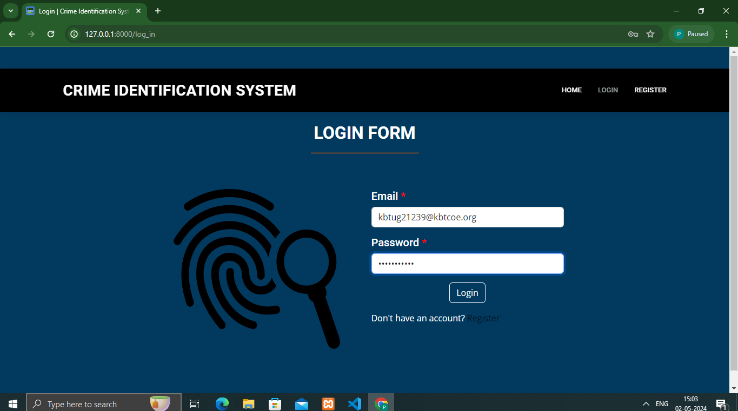 Login | Crime Identification Sys
127.0.0.1:8000/log_in
P Paused
CRIME IDENTIFICATION SYSTEM
HOME LOGIN REGISTER
LOGIN FORM
Email *
kbtug21239@kbtcoe.org
Password *
•••••••••••
Login
Don't have an account? Register
Type here to search
ENG
15:03
02-05-2024